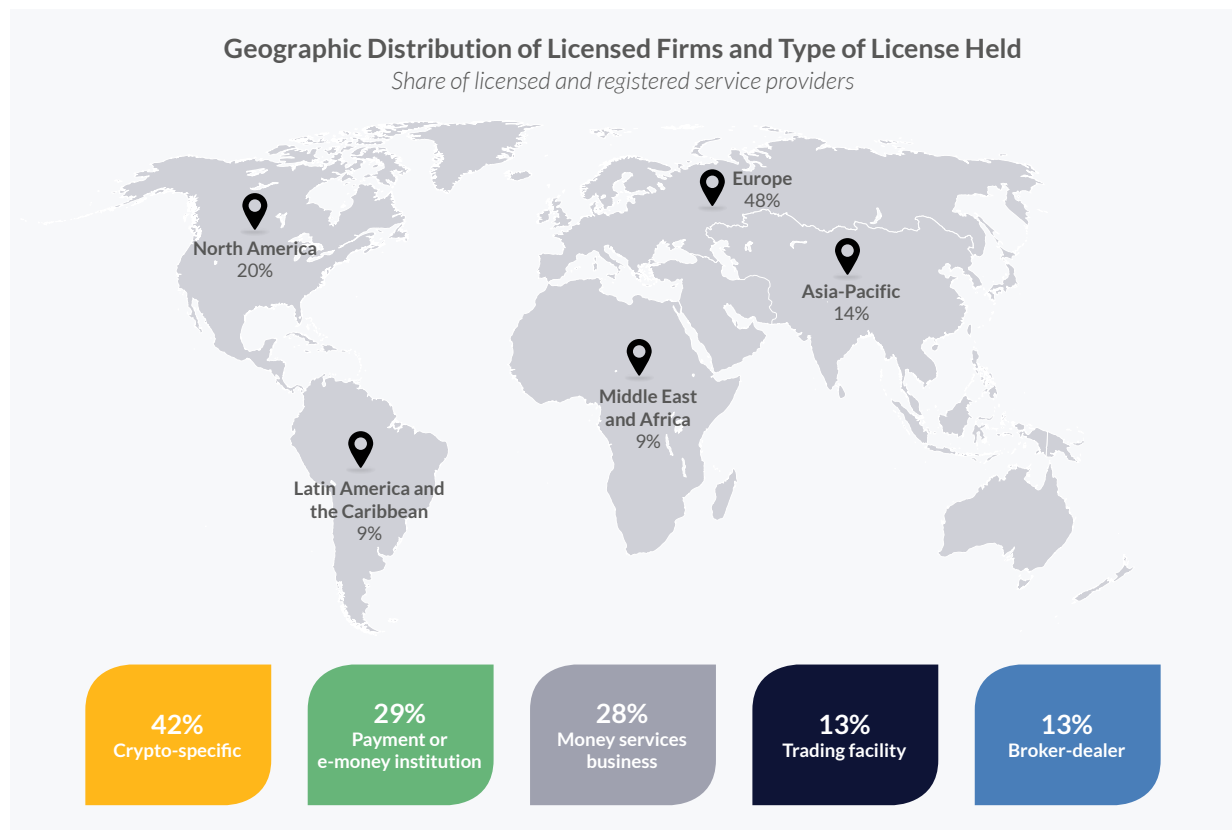 Geographic Distribution of Licensed Firms and Type of License Held
Share of licensed and registered service providers
Europe
48%
North America
20%
Asia-Pacific
14%
Middle East
and Africa
9%
Latin America and
the Caribbean
9%
42%
Crypto-specific
29%
Payment or
e-money institution
28%
Money services
business
13%
Trading facility
13%
Broker-dealer